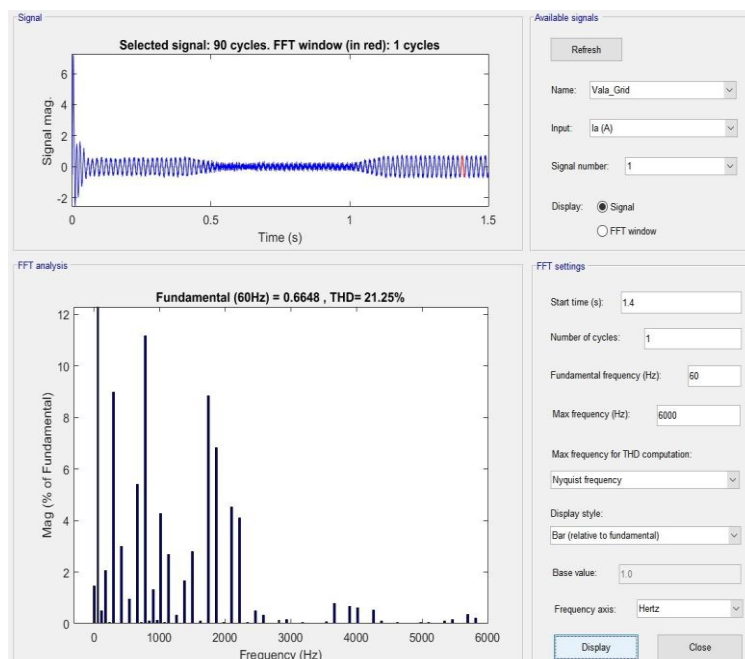 Signal
Selected signal: 90 cycles. FFT window (in red): 1 cycles
6
4
2
0
-2
Signal mag.
0
0.5
1
1.5
Time (s)
Available signals
Refresh
Name:
Vala_Grid
Input:
Ia (A)
Signal number:
1
Display:
Signal
FFT window
FFT analysis
Fundamental (60Hz) = 0.6648 , THD= 21.25%
12
10
8
6
4
2
0
Mag (% of Fundamental)
0
1000
2000
3000
4000
5000
6000
Frequency (Hz)
FFT settings
Start time (s):
1.4
Number of cycles:
1
Fundamental frequency (Hz):
60
Max frequency (Hz):
6000
Max frequency for THD computation:
Nyquist frequency
Display style:
Bar (relative to fundamental)
Base value:
1.0
Frequency axis:
Hertz
Display
Close